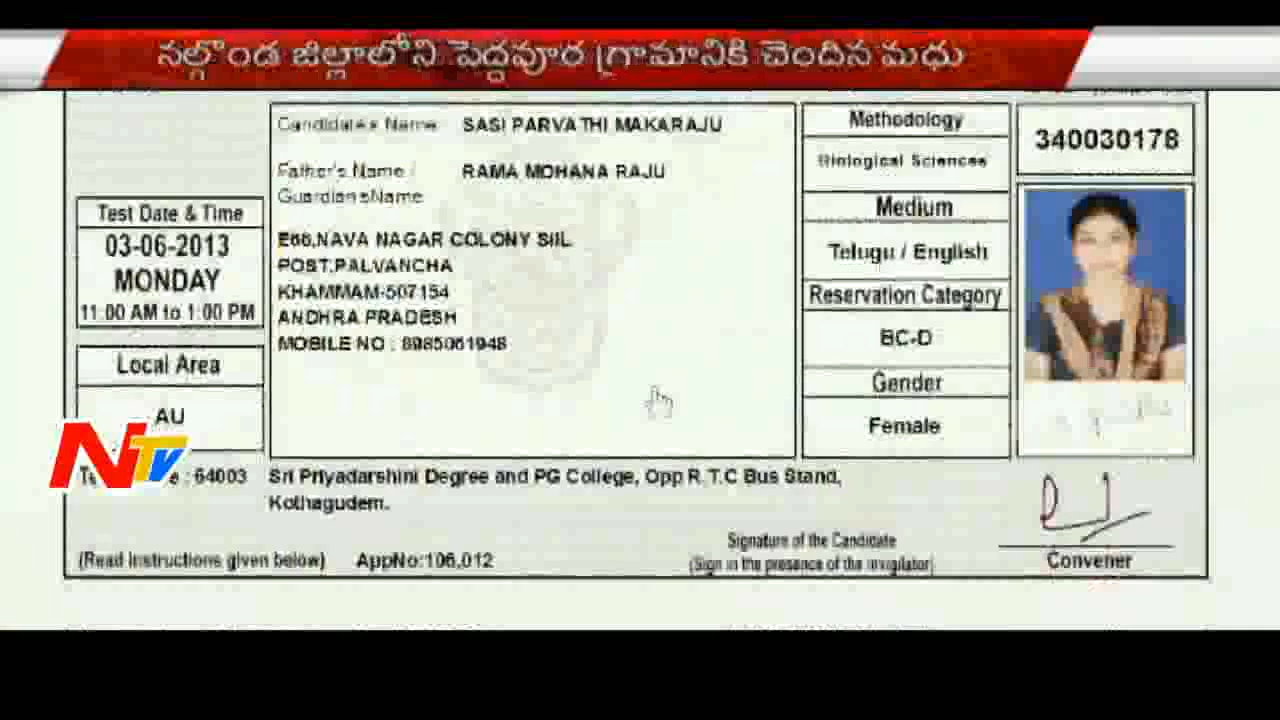 నల్గొండ జిల్లాలోని పెద్దవూర గ్రామానికి చెందిన మధు
Candidate's Name SASI PARVATHI MAKARAJU
Father's Name / RAMA MOHANA RAJU
Guardian'sName
E66,NAVA NAGAR COLONY SIIL
POST.PALVANCHA
KHAMMAM-507154
ANDHRA PRADESH
MOBILE NO : 8985061948
Test Date & Time
03-06-2013
MONDAY
11:00 AM to 1:00 PM
Local Area
AU
Methodology
Biological Sciences
Medium
Telugu / English
Reservation Category
BC-D
Gender
Female
340030178
NTV
: 64003 Sri Priyadarshini Degree and PG College, Opp R.T.C Bus Stand,
Kothagudem.
(Read Instructions given below) AppNo:106,012
Signature of the Candidate
(Sign in the presence of the Invigilator)
Convener